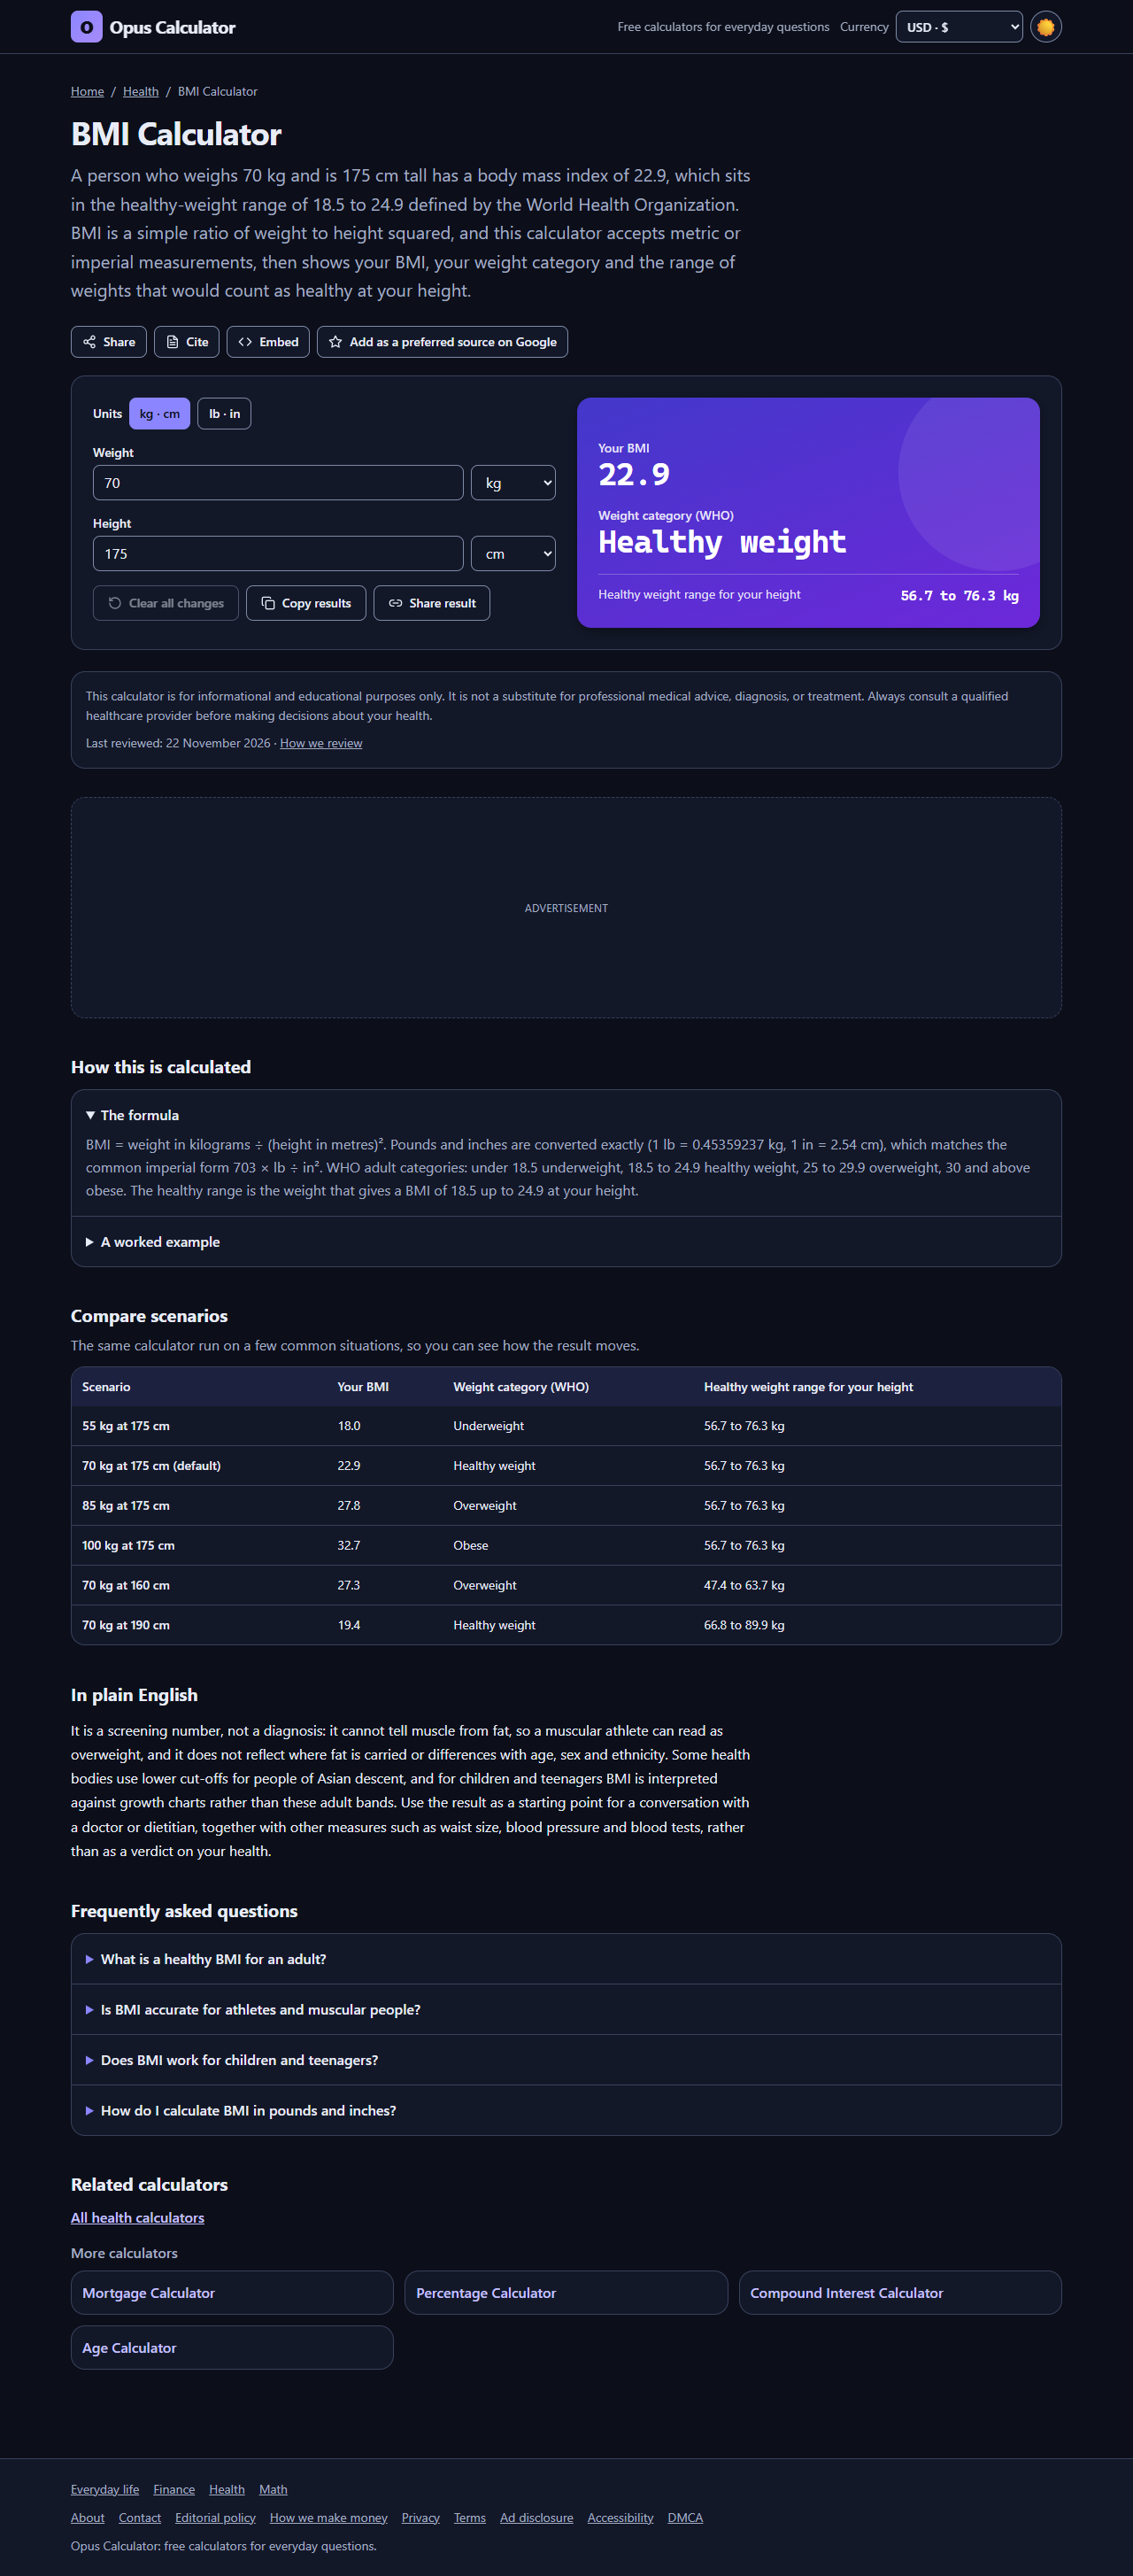 O Opus Calculator
Free calculators for everyday questions Currency USD · $
Home / Health / BMI Calculator
BMI Calculator
A person who weighs 70 kg and is 175 cm tall has a body mass index of 22.9, which sits
in the healthy-weight range of 18.5 to 24.9 defined by the World Health Organization.
BMI is a simple ratio of weight to height squared, and this calculator accepts metric or
imperial measurements, then shows your BMI, your weight category and the range of
weights that would count as healthy at your height.
Share Cite Embed Add as a preferred source on Google
Units kg · cm lb · in
Weight
70 kg
Height
175 cm
Clear all changes Copy results Share result
Your BMI
22.9
Weight category (WHO)
Healthy weight
Healthy weight range for your height 56.7 to 76.3 kg
This calculator is for informational and educational purposes only. It is not a substitute for professional medical advice, diagnosis, or treatment. Always consult a qualified
healthcare provider before making decisions about your health.
Last reviewed: 22 November 2026 · How we review
ADVERTISEMENT
How this is calculated
The formula
BMI = weight in kilograms ÷ (height in metres)². Pounds and inches are converted exactly (1 lb = 0.45359237 kg, 1 in = 2.54 cm), which matches the
common imperial form 703 × lb ÷ in². WHO adult categories: under 18.5 underweight, 18.5 to 24.9 healthy weight, 25 to 29.9 overweight, 30 and above
obese. The healthy range is the weight that gives a BMI of 18.5 up to 24.9 at your height.
A worked example
Compare scenarios
The same calculator run on a few common situations, so you can see how the result moves.
Scenario Your BMI Weight category (WHO) Healthy weight range for your height
55 kg at 175 cm 18.0 Underweight 56.7 to 76.3 kg
70 kg at 175 cm (default) 22.9 Healthy weight 56.7 to 76.3 kg
85 kg at 175 cm 27.8 Overweight 56.7 to 76.3 kg
100 kg at 175 cm 32.7 Obese 56.7 to 76.3 kg
70 kg at 160 cm 27.3 Overweight 47.4 to 63.7 kg
70 kg at 190 cm 19.4 Healthy weight 66.8 to 89.9 kg
In plain English
It is a screening number, not a diagnosis: it cannot tell muscle from fat, so a muscular athlete can read as
overweight, and it does not reflect where fat is carried or differences with age, sex and ethnicity. Some health
bodies use lower cut-offs for people of Asian descent, and for children and teenagers BMI is interpreted
against growth charts rather than these adult bands. Use the result as a starting point for a conversation with
a doctor or dietitian, together with other measures such as waist size, blood pressure and blood tests, rather
than as a verdict on your health.
Frequently asked questions
What is a healthy BMI for an adult?
Is BMI accurate for athletes and muscular people?
Does BMI work for children and teenagers?
How do I calculate BMI in pounds and inches?
Related calculators
All health calculators
More calculators
Mortgage Calculator Percentage Calculator Compound Interest Calculator
Age Calculator
Everyday life Finance Health Math
About Contact Editorial policy How we make money Privacy Terms Ad disclosure Accessibility DMCA
Opus Calculator: free calculators for everyday questions.